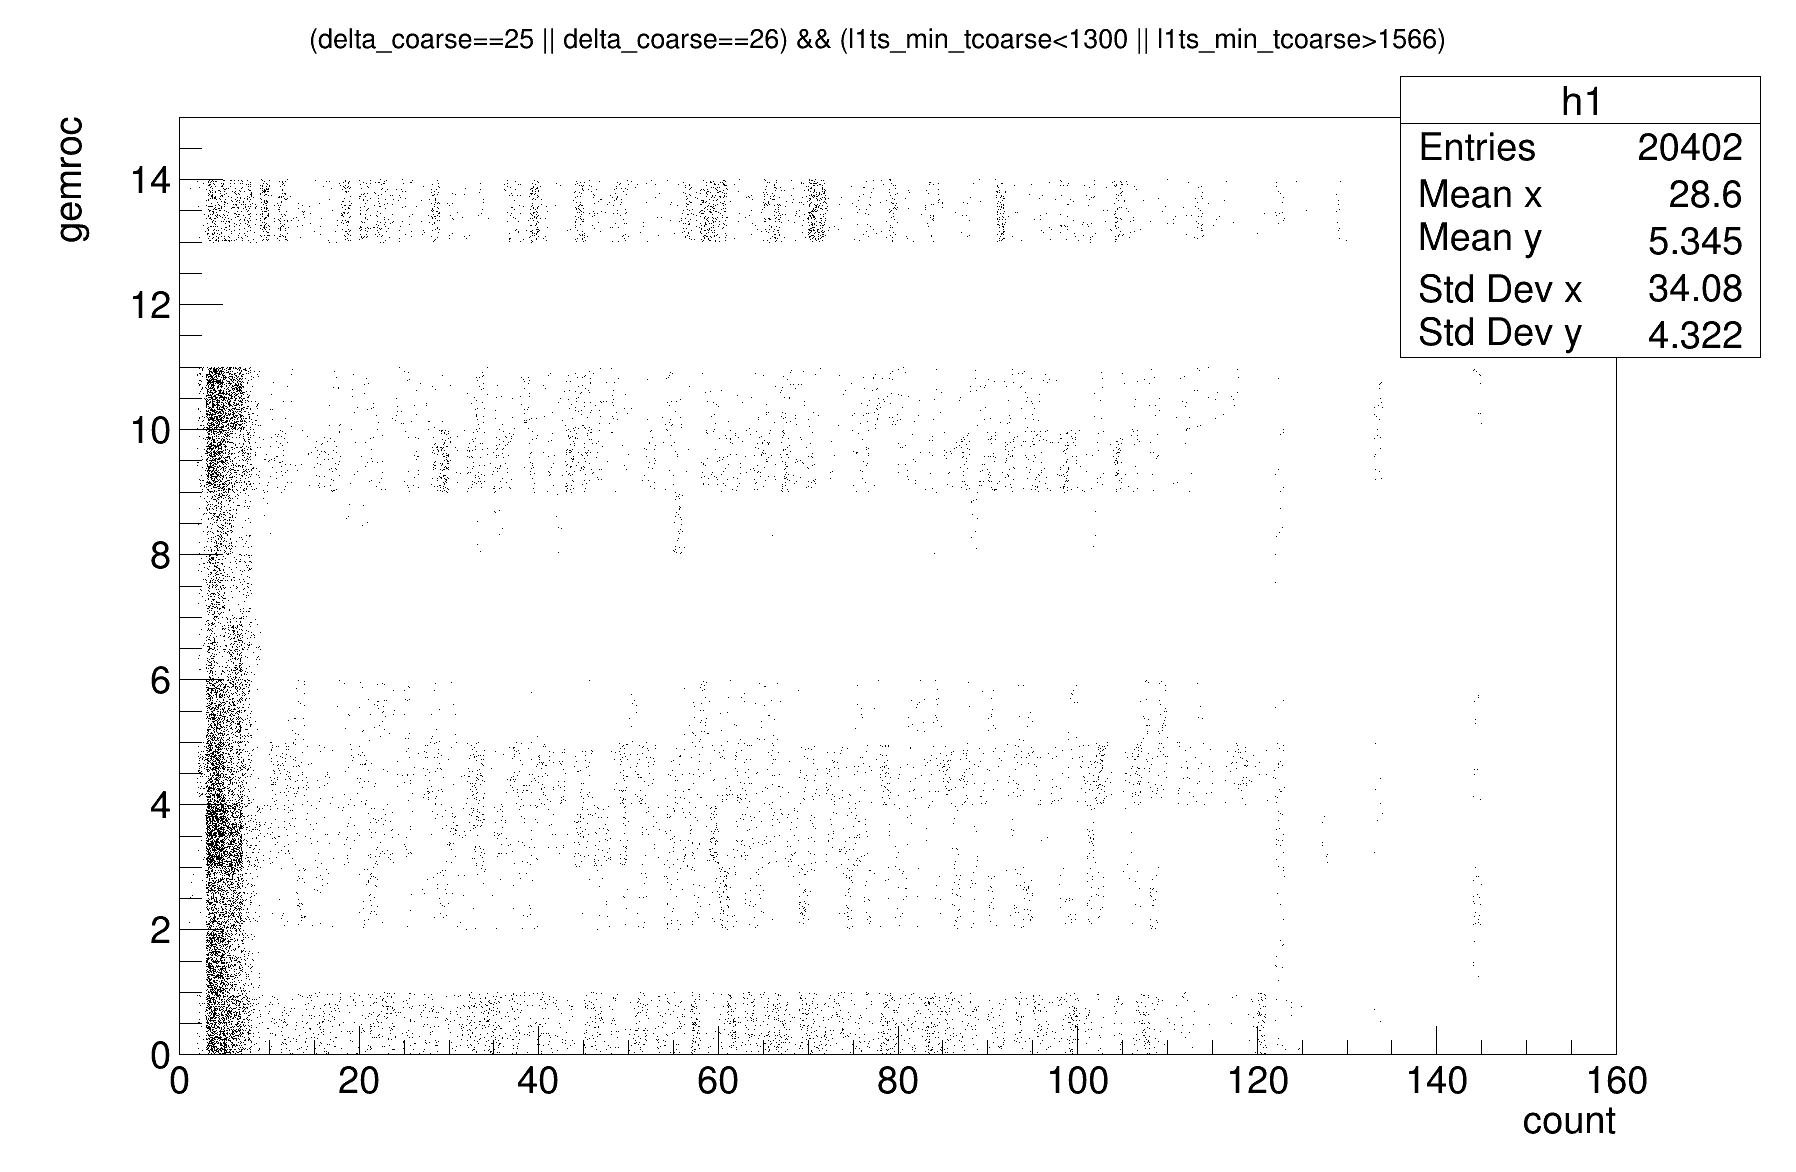 (delta_coarse==25 || delta_coarse==26) && (l1ts_min_tcoarse<1300 || l1ts_min_tcoarse>1566)
h1
Entries 20402
Mean x 28.6
Mean y 5.345
Std Dev x 34.08
Std Dev y 4.322
gemroc
14
12
10
8
6
4
2
0
0 20 40 60 80 100 120 140 160
count